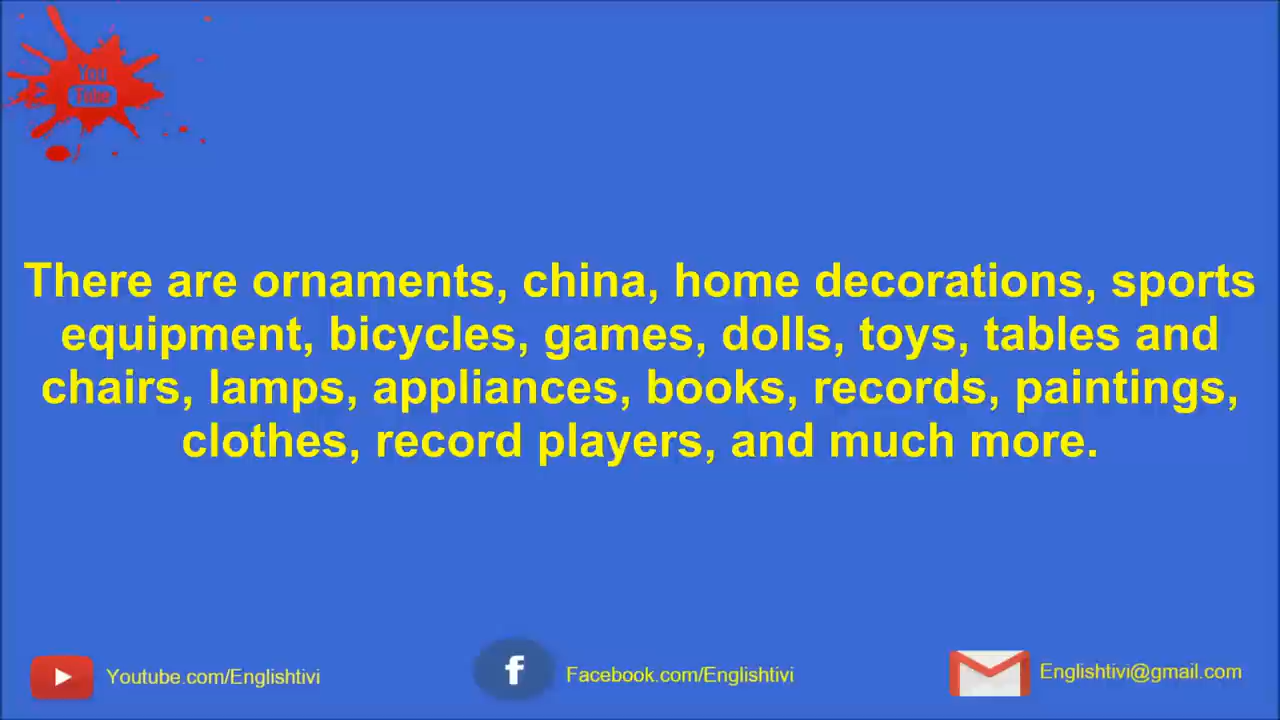 You
Tube
There are ornaments, china, home decorations, sports
equipment, bicycles, games, dolls, toys, tables and
chairs, lamps, appliances, books, records, paintings,
clothes, record players, and much more.
Youtube.com/Englishtivi
f
Facebook.com/Englishtivi
Englishtivi@gmail.com